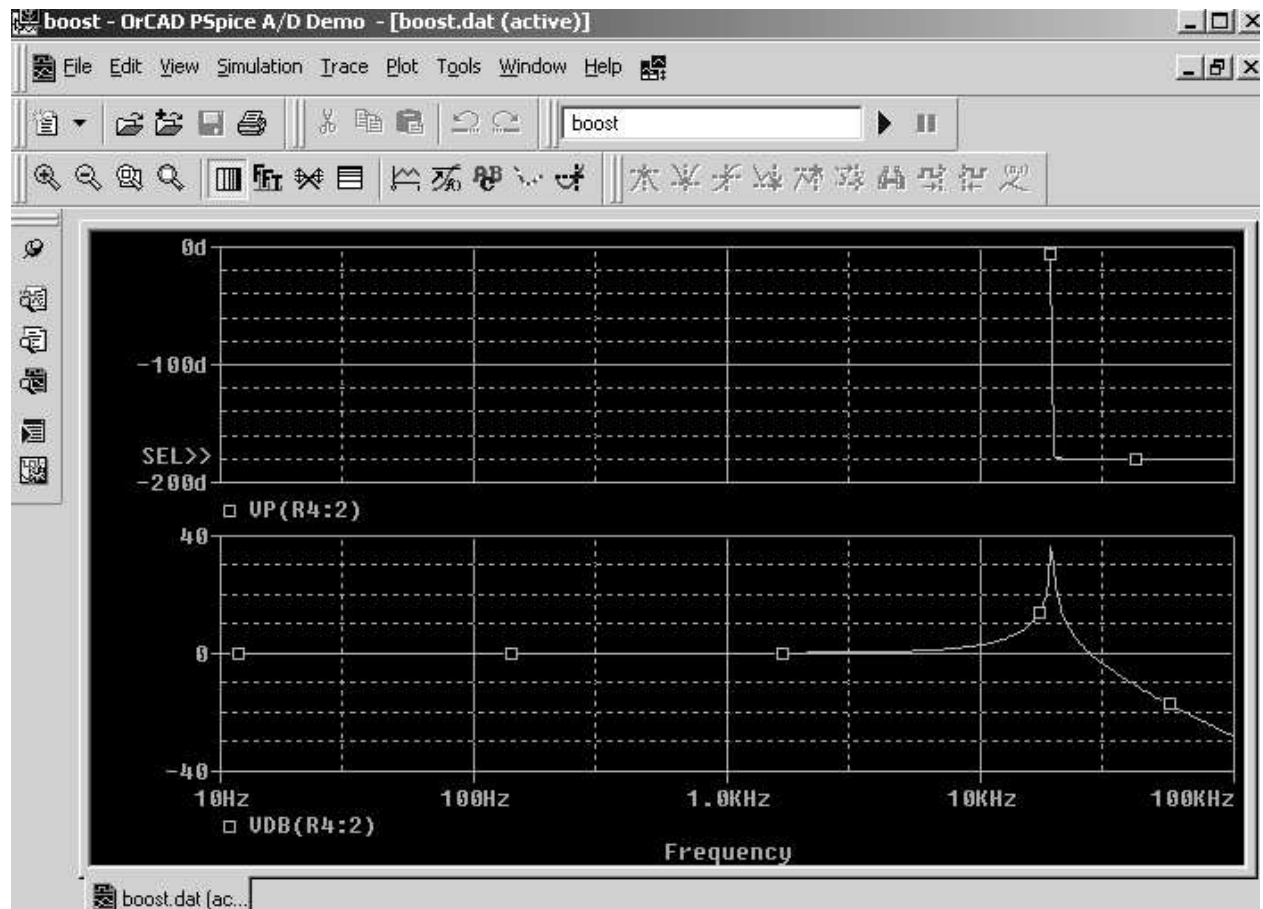 boost - OrCAD PSpice A/D Demo - [boost.dat (active)]
File Edit View Simulation Trace Plot Tools Window Help
boost
FFT
0d
-100d
SEL>>
-200d
VP(R4:2)
40
0
-40
10Hz 100Hz 1.0KHz 10KHz 100KHz
VDB(R4:2)
Frequency
boost.dat (ac...